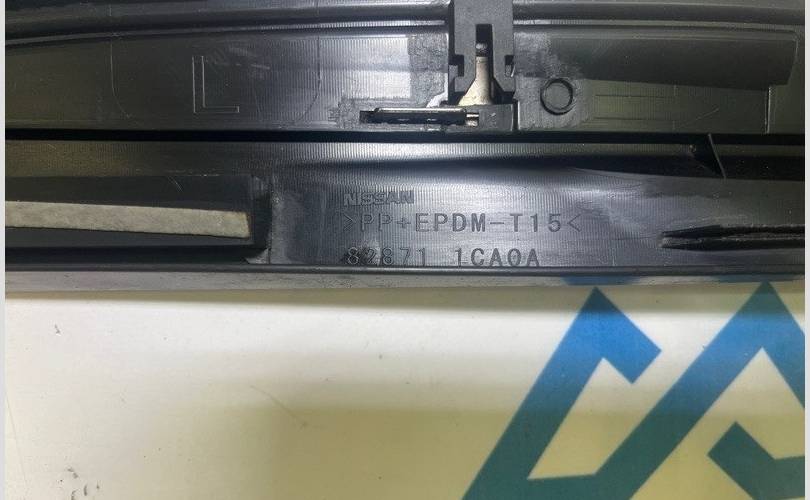 L
NISSAN
>PP+EPDM-T15<
82871 1CA0A